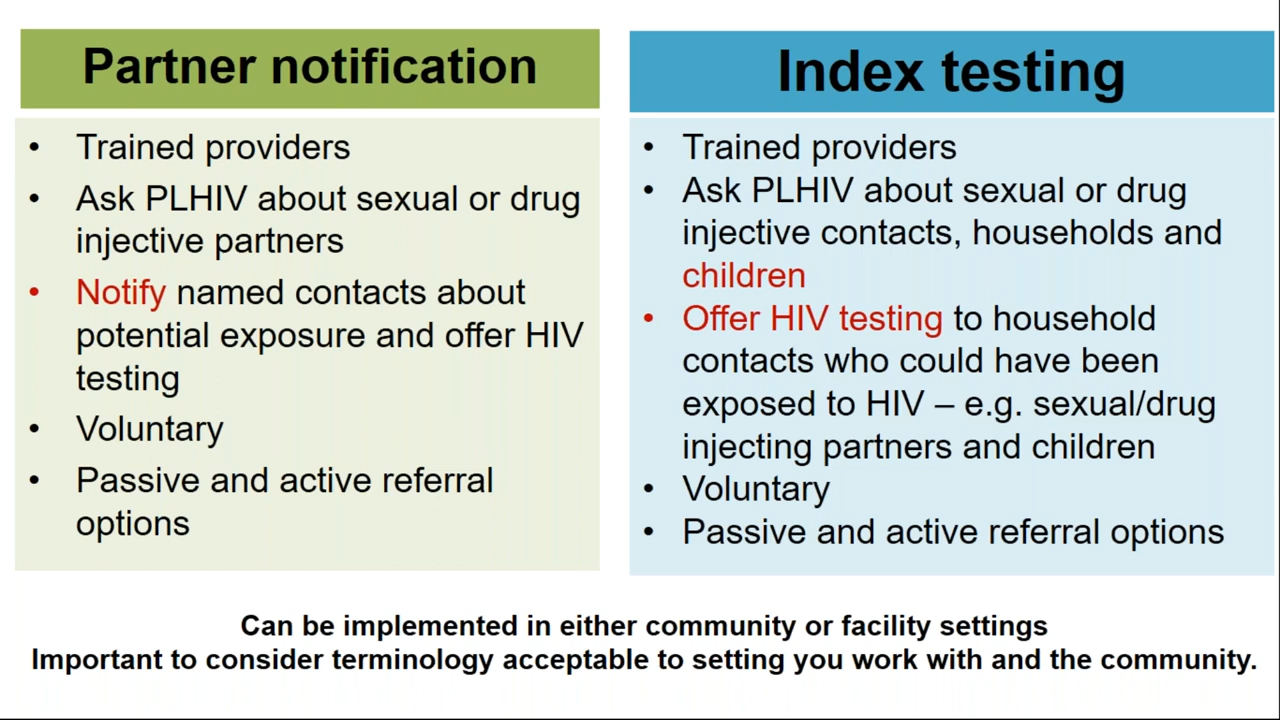 Partner notification
• Trained providers
• Ask PLHIV about sexual or drug
injective partners
• Notify named contacts about
potential exposure and offer HIV
testing
• Voluntary
• Passive and active referral
options
Index testing
• Trained providers
• Ask PLHIV about sexual or drug
injective contacts, households and
children
• Offer HIV testing to household
contacts who could have been
exposed to HIV – e.g. sexual/drug
injecting partners and children
• Voluntary
• Passive and active referral options
Can be implemented in either community or facility settings
Important to consider terminology acceptable to setting you work with and the community.